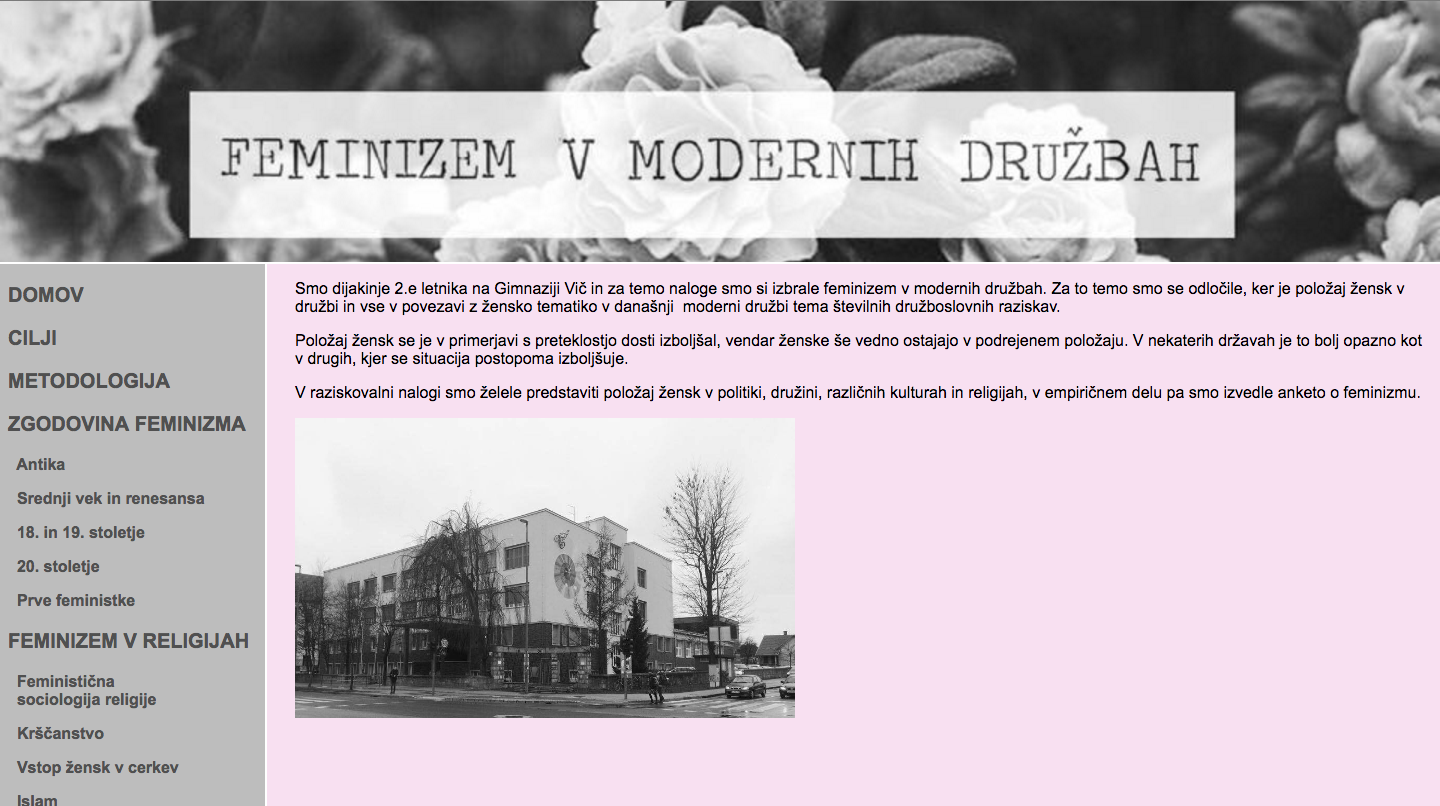 FEMINIZEM V MODERNIH DRUŽBAH
DOMOV
CILJI
METODOLOGIJA
ZGODOVINA FEMINIZMA
Antika
Srednji vek in renesansa
18. in 19. stoletje
20. stoletje
Prve feministke
FEMINIZEM V RELIGIJAH
Feministična
sociologija religije
Krščanstvo
Vstop žensk v cerkev
Islam
Smo dijakinje 2.e letnika na Gimnaziji Vič in za temo naloge smo si izbrale feminizem v modernih družbah. Za to temo smo se odločile, ker je položaj žensk v
družbi in vse v povezavi z žensko tematiko v današnji  moderni družbi tema številnih družboslovnih raziskav.
Položaj žensk se je v primerjavi s preteklostjo dosti izboljšal, vendar ženske še vedno ostajajo v podrejenem položaju. V nekaterih državah je to bolj opazno kot
v drugih, kjer se situacija postopoma izboljšuje.
V raziskovalni nalogi smo želele predstaviti položaj žensk v politiki, družini, različnih kulturah in religijah, v empiričnem delu pa smo izvedle anketo o feminizmu.